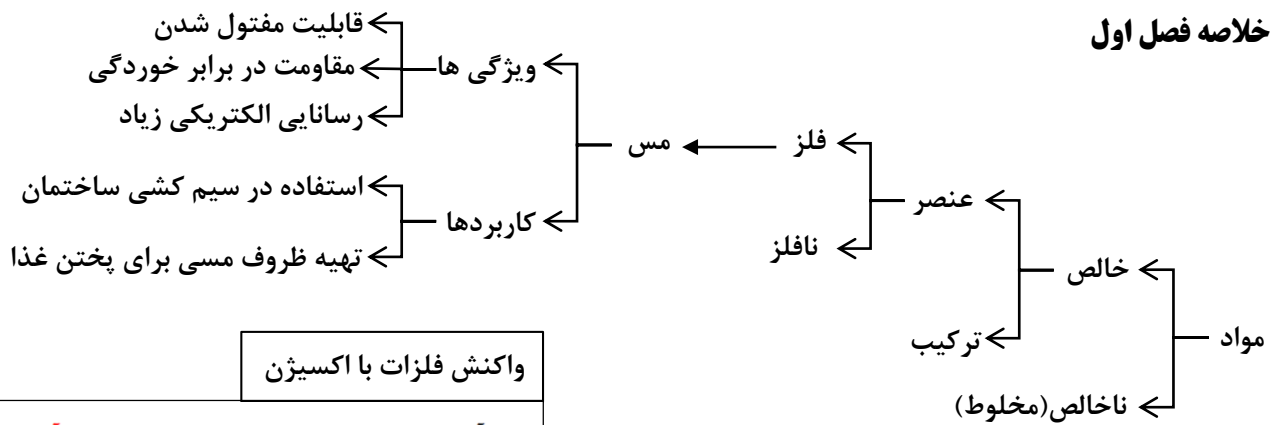 خلاصه فصل اول
مواد
خالص
ناخالص(مخلوط)
عنصر
ترکیب
فلز
نافلز
مس
ویژگی ها
قابلیت مفتول شدن
مقاومت در برابر خوردگی
رسانایی الکتریکی زیاد
کاربردها
استفاده در سیم کشی ساختمان
تهیه ظروف مسی برای پختن غذا
واکنش فلزات با اکسیژن